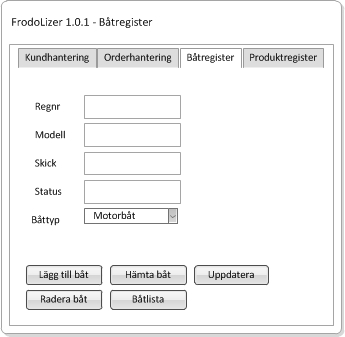 FrodoLizer 1.0.1 - Båtregister
Kundhantering Orderhantering Båtregister Produktregister
Regnr
Modell
Skick
Status
Båttyp Motorbåt
Lägg till båt Hämta båt Uppdatera
Radera båt Båtlista